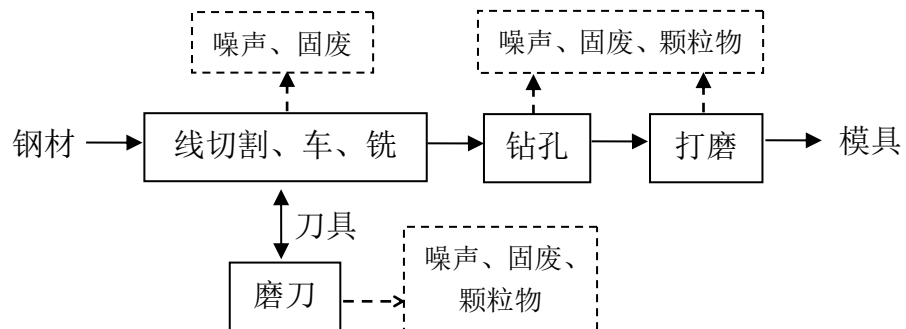 噪声、固废
噪声、固废、颗粒物
钢材
线切割、车、铣
钻孔
打磨
模具
刀具
磨刀
噪声、固废、
颗粒物